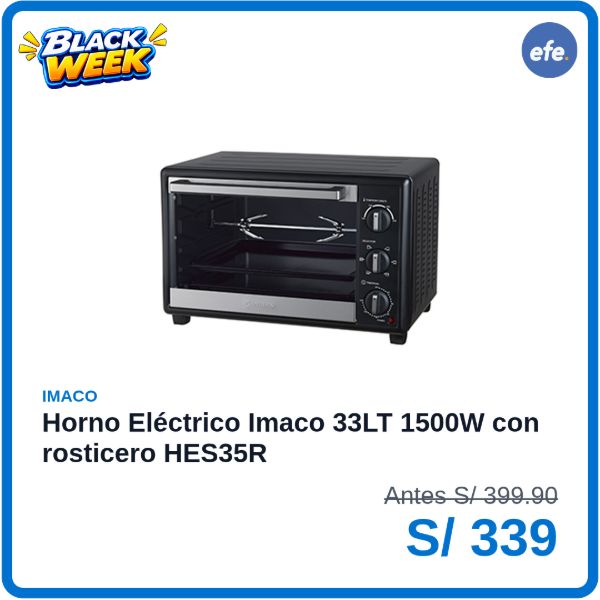 BLACK
WEEK
efe.
IMACO
Horno Eléctrico Imaco 33LT 1500W con
rosticero HES35R
Antes S/ 399.90
S/ 339